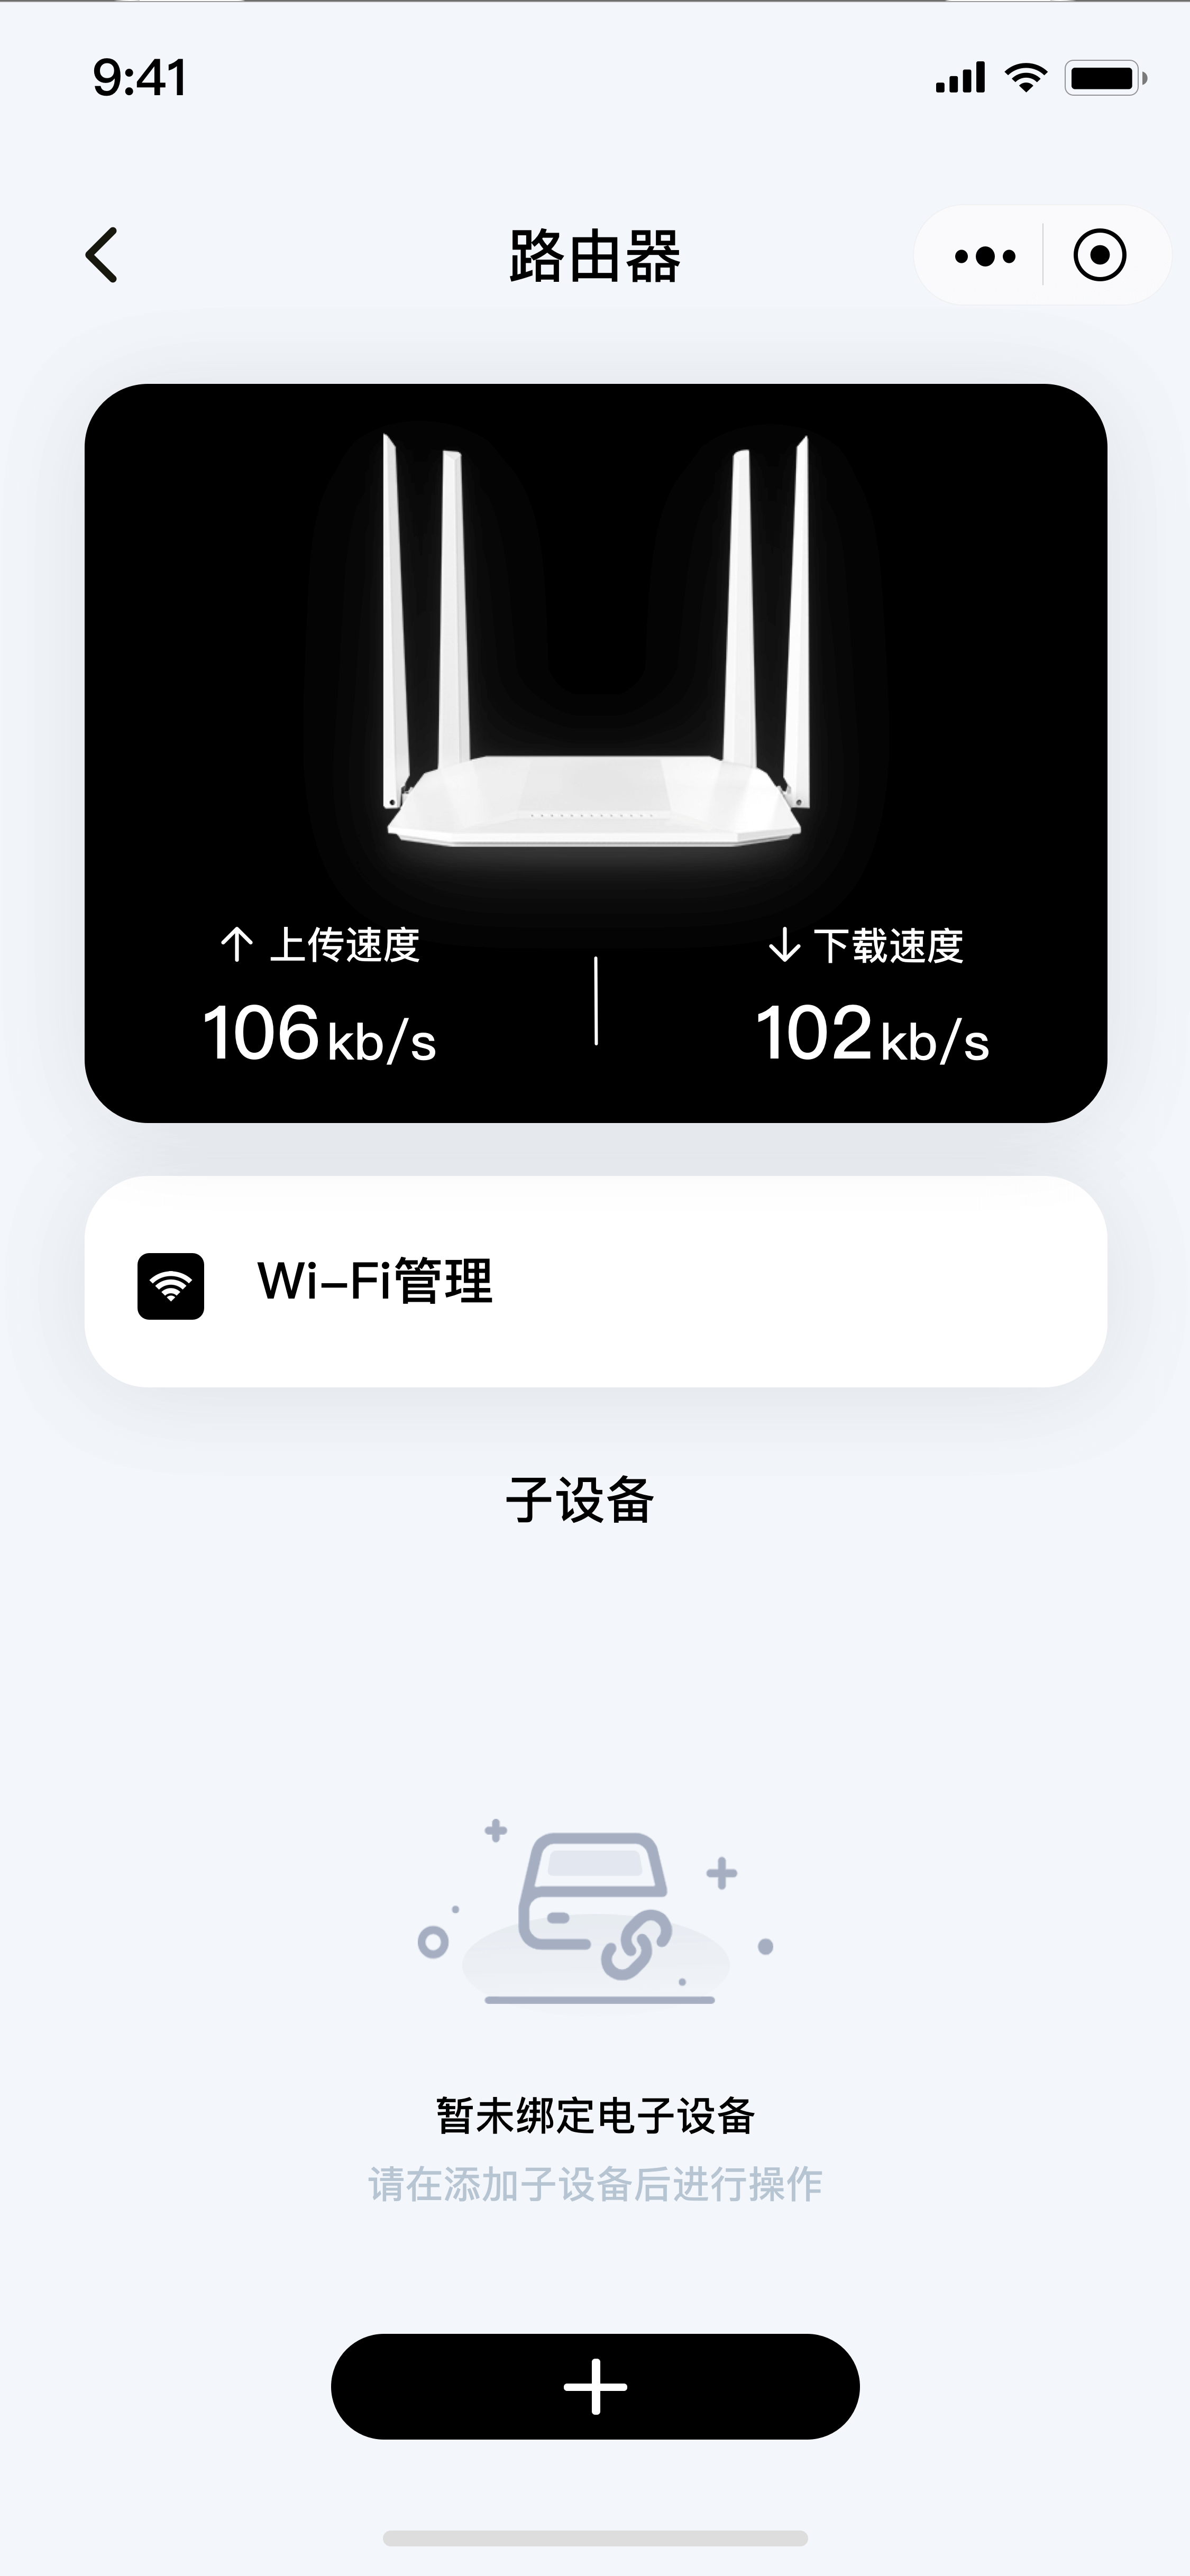 9:41
路由器
上传速度
下载速度
106kb/s
102kb/s
Wi-Fi管理
子设备
暂未绑定电子设备
请在添加子设备后进行操作